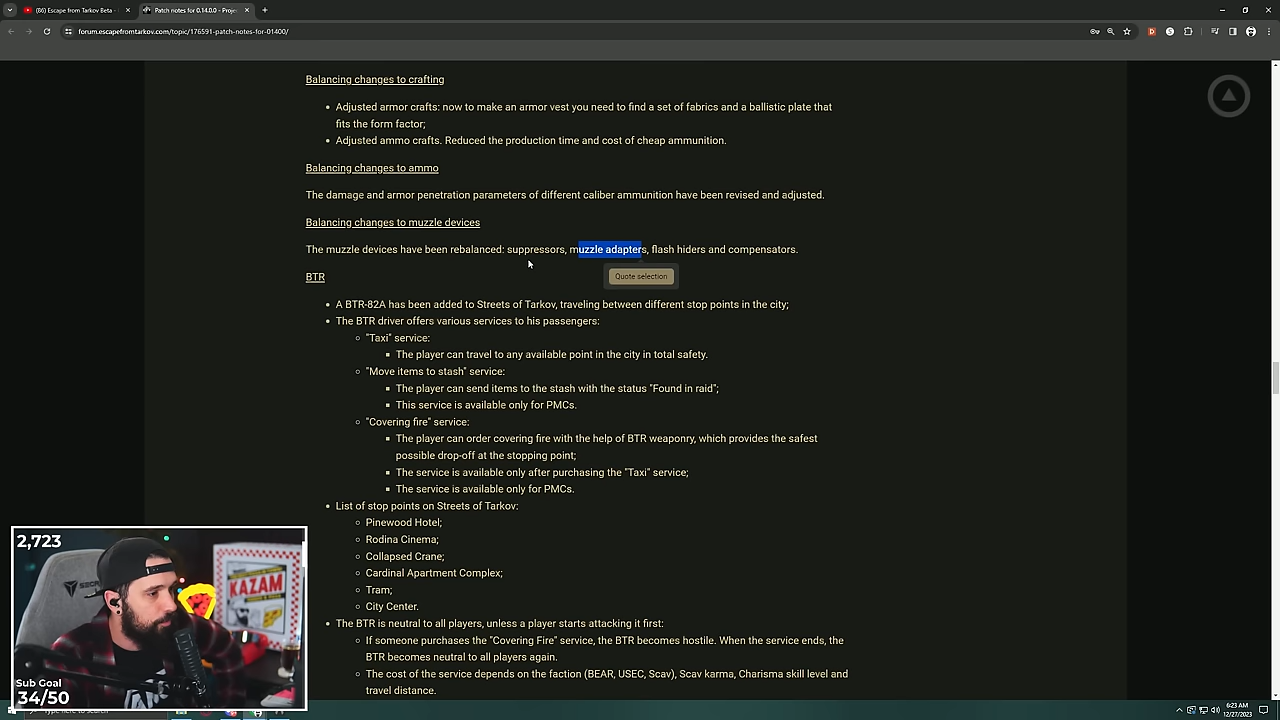 (86) Escape from Tarkov Beta -
Patch notes for 0.14.0.0 - Proje
forum.escapefromtarkov.com/topic/176591-patch-notes-for-01400/
Balancing changes to crafting
Adjusted armor crafts: now to make an armor vest you need to find a set of fabrics and a ballistic plate that
fits the form factor;
Adjusted ammo crafts. Reduced the production time and cost of cheap ammunition.
Balancing changes to ammo
The damage and armor penetration parameters of different caliber ammunition have been revised and adjusted.
Balancing changes to muzzle devices
The muzzle devices have been rebalanced: suppressors, muzzle adapters, flash hiders and compensators.
Quote selection
BTR
A BTR-82A has been added to Streets of Tarkov, traveling between different stop points in the city;
The BTR driver offers various services to his passengers:
"Taxi" service:
The player can travel to any available point in the city in total safety.
"Move items to stash" service:
The player can send items to the stash with the status "Found in raid";
This service is available only for PMCs.
"Covering fire" service:
The player can order covering fire with the help of BTR weaponry, which provides the safest
possible drop-off at the stopping point;
The service is available only after purchasing the "Taxi" service;
The service is available only for PMCs.
List of stop points on Streets of Tarkov:
Pinewood Hotel;
Rodina Cinema;
Collapsed Crane;
Cardinal Apartment Complex;
Tram;
City Center.
The BTR is neutral to all players, unless a player starts attacking it first:
If someone purchases the "Covering Fire" service, the BTR becomes hostile. When the service ends, the
BTR becomes neutral to all players again.
The cost of the service depends on the faction (BEAR, USEC, Scav), Scav karma, Charisma skill level and
travel distance.
2,723
KAZAM
Sub Goal
34/50
6:23 AM
12/27/2023